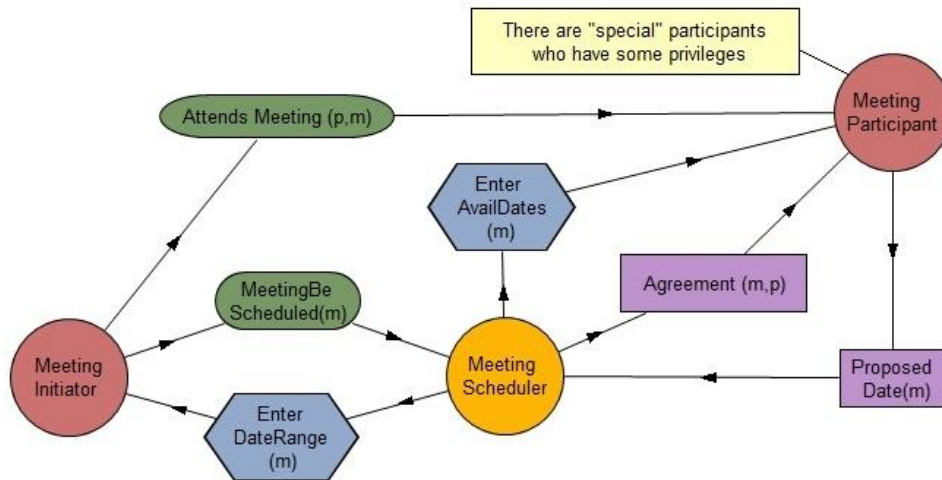 There are "special" participants
who have some privileges
Meeting
Participant
Attends Meeting (p,m)
Enter
AvailDates
(m)
Agreement (m,p)
MeetingBe
Scheduled(m)
Meeting
Initiator
Meeting
Scheduler
Proposed
Date(m)
Enter
DateRange
(m)